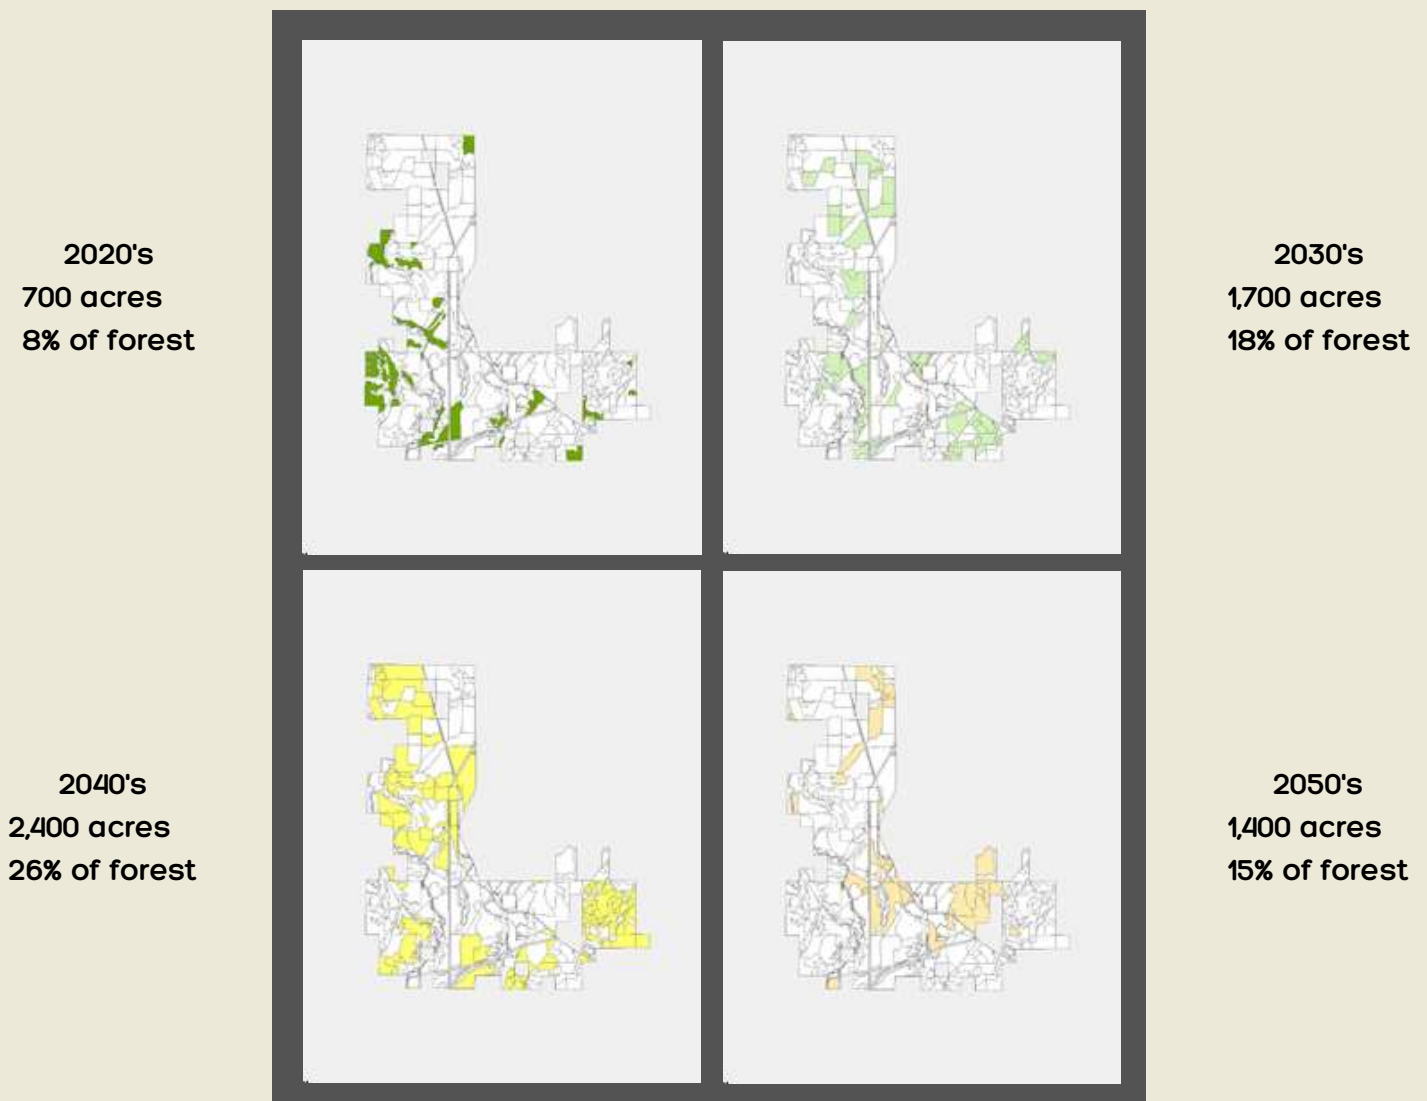 2020's
700 acres
8% of forest
2030's
1,700 acres
18% of forest
2040's
2,400 acres
26% of forest
2050's
1,400 acres
15% of forest